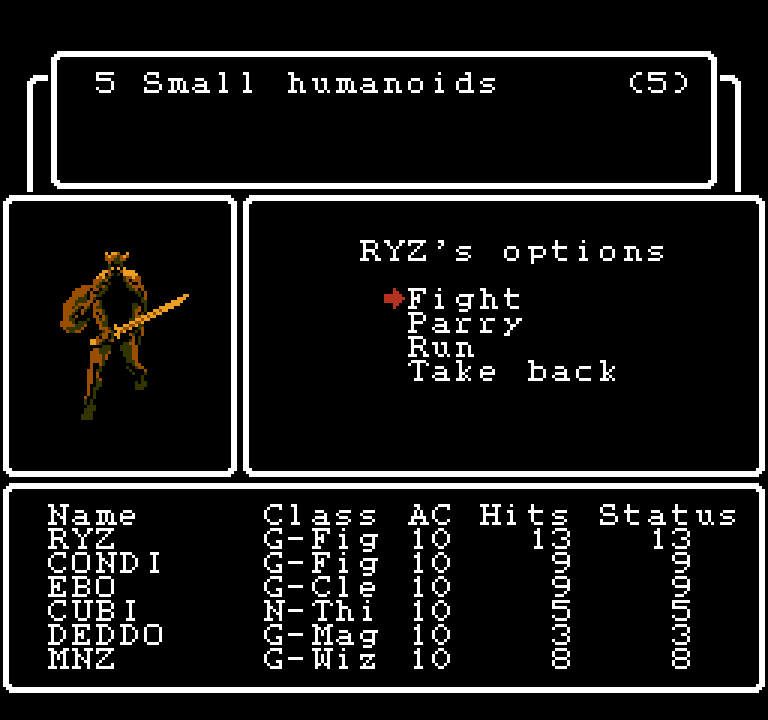 5 Small humanoids (5)
RYZ's options
Fight
Parry
Run
Take back
Name Class AC Hits Status
RYZ G-Fig 10 13 13
CONDI G-Fig 10 9 9
EBO G-Cle 10 9 9
CUBI N-Thi 10 5 5
DEDDO G-Mag 10 3 3
MNZ G-Wiz 10 8 8